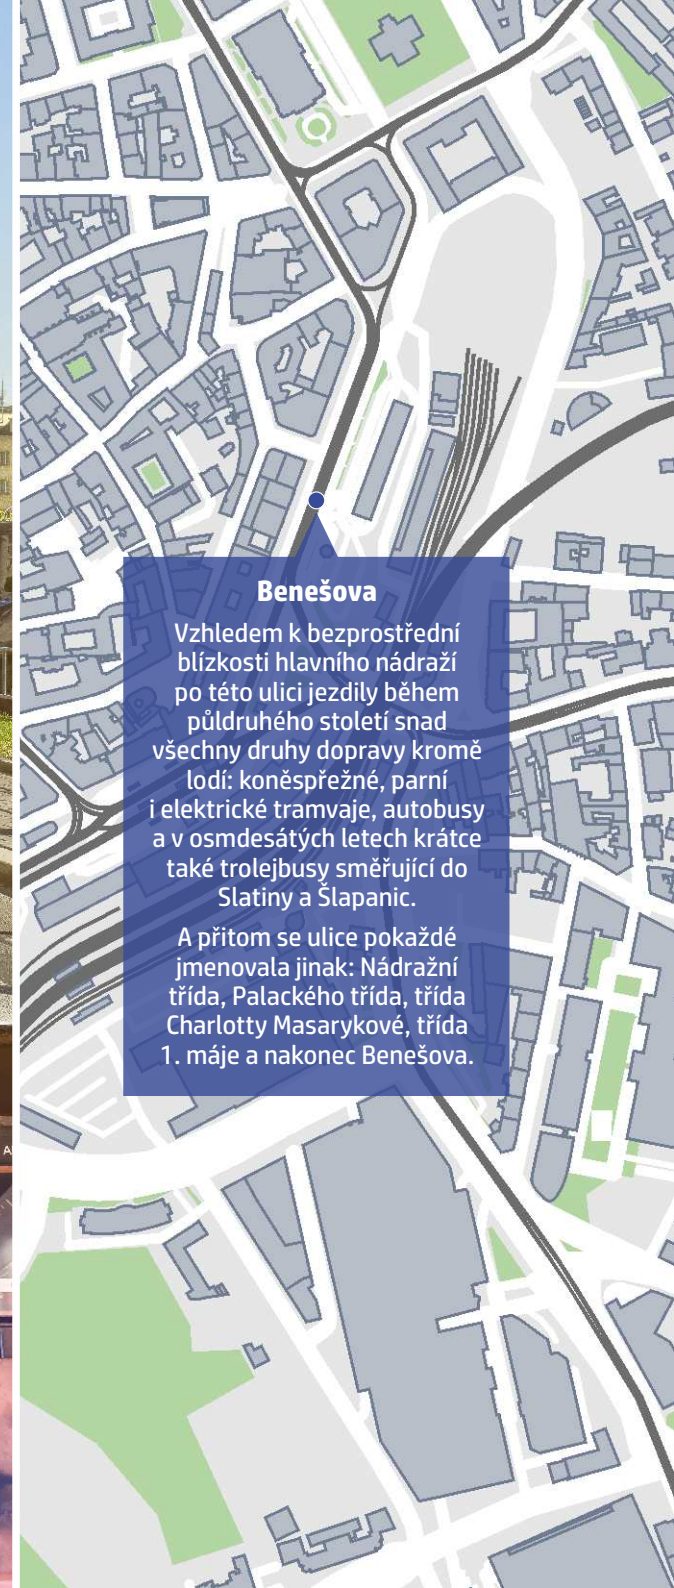 Benešova
Vzhledem k bezprostřední
blízkosti hlavního nádraží
po této ulici jezdily během
půldruhého století snad
všechny druhy dopravy kromě
lodí: koněspřežné, parní
i elektrické tramvaje, autobusy
a v osmdesátých letech krátce
také trolejbusy směřující do
Slatiny a Šlapanic.
A přitom se ulice pokaždé
jmenovala jinak: Nádražní
třída, Palackého třída, třída
Charlotty Masarykové, třída
1. máje a nakonec Benešova.